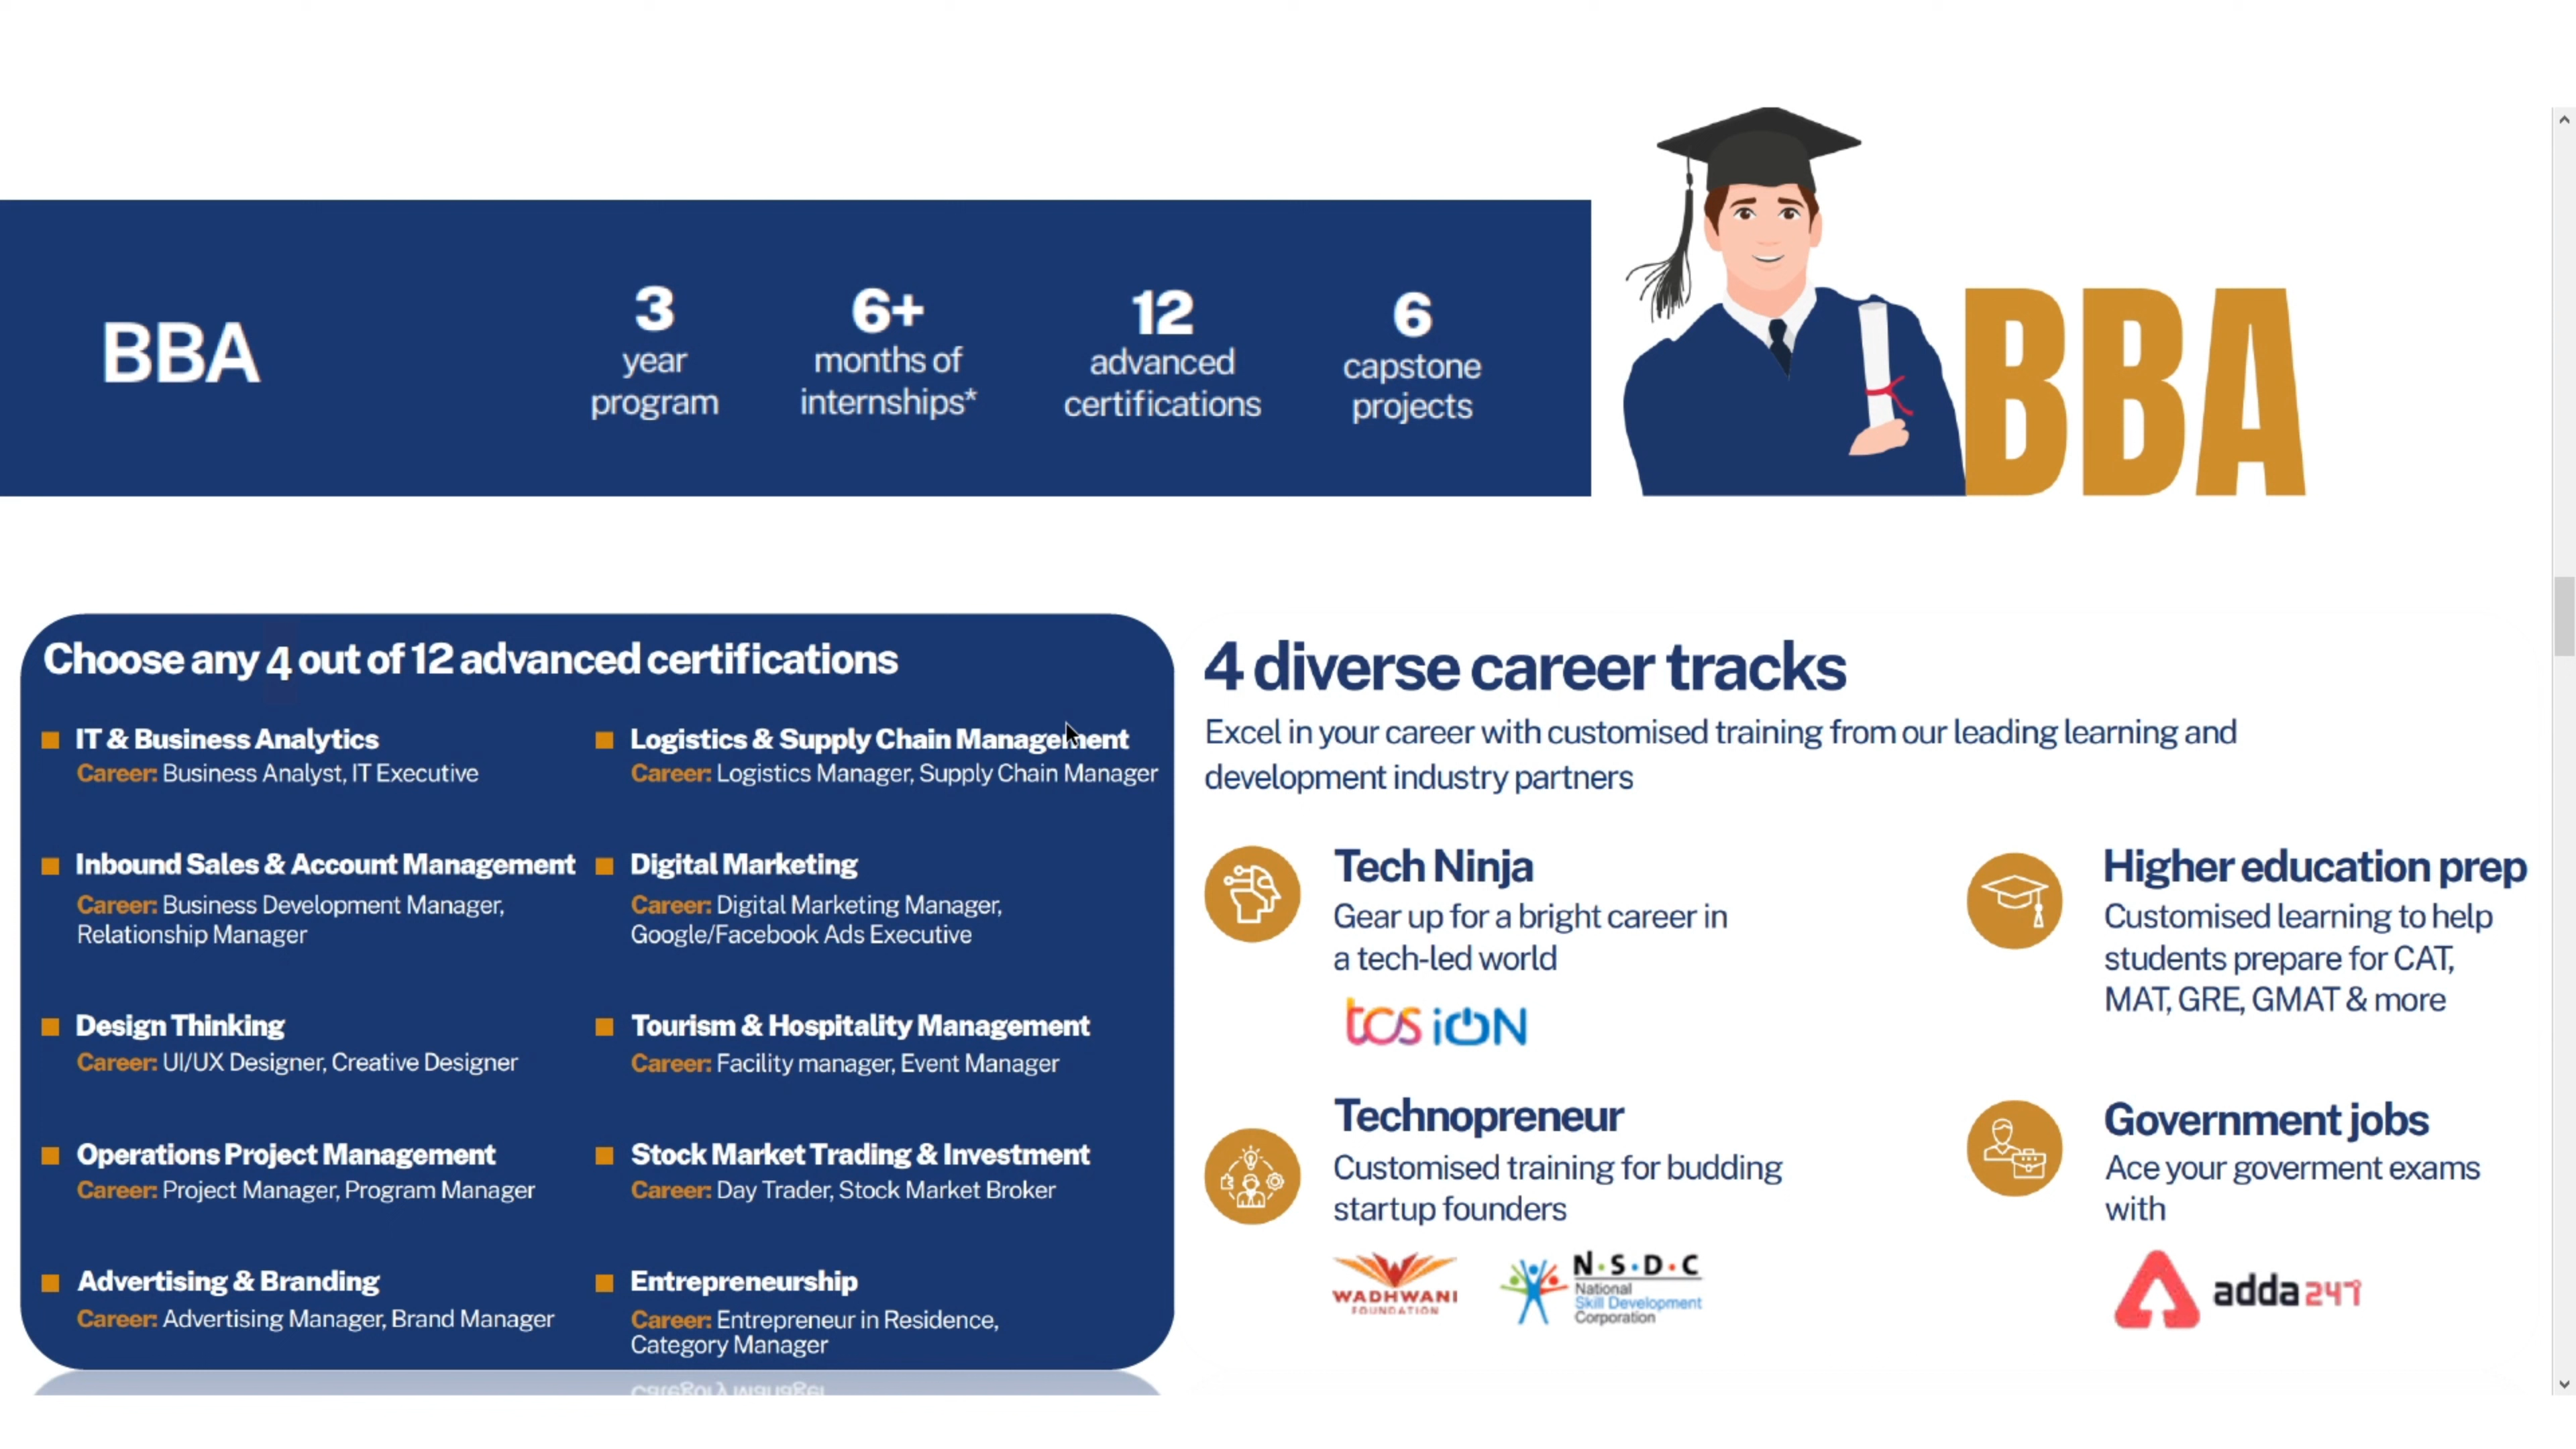 BBA
3
year
program
6+
months of
internships*
12
advanced
certifications
6
capstone
projects
BBA
Choose any 4 out of 12 advanced certifications
IT & Business Analytics
Career: Business Analyst, IT Executive
Inbound Sales & Account Management
Career: Business Development Manager,
Relationship Manager
Design Thinking
Career: UI/UX Designer, Creative Designer
Operations Project Management
Career: Project Manager, Program Manager
Advertising & Branding
Career: Advertising Manager, Brand Manager
Logistics & Supply Chain Management
Career: Logistics Manager, Supply Chain Manager
Digital Marketing
Career: Digital Marketing Manager,
Google/Facebook Ads Executive
Tourism & Hospitality Management
Career: Facility manager, Event Manager
Stock Market Trading & Investment
Career: Day Trader, Stock Market Broker
Entrepreneurship
Career: Entrepreneur in Residence,
Category Manager
4 diverse career tracks
Excel in your career with customised training from our leading learning and
development industry partners
Tech Ninja
Gear up for a bright career in
a tech-led world
tcs iON
Technopreneur
Customised training for budding
startup founders
WADHWANI
FOUNDATION
N·S·D·C
National
Skill Development
Corporation
Higher education prep
Customised learning to help
students prepare for CAT,
MAT, GRE, GMAT & more
Government jobs
Ace your goverment exams
with
adda247